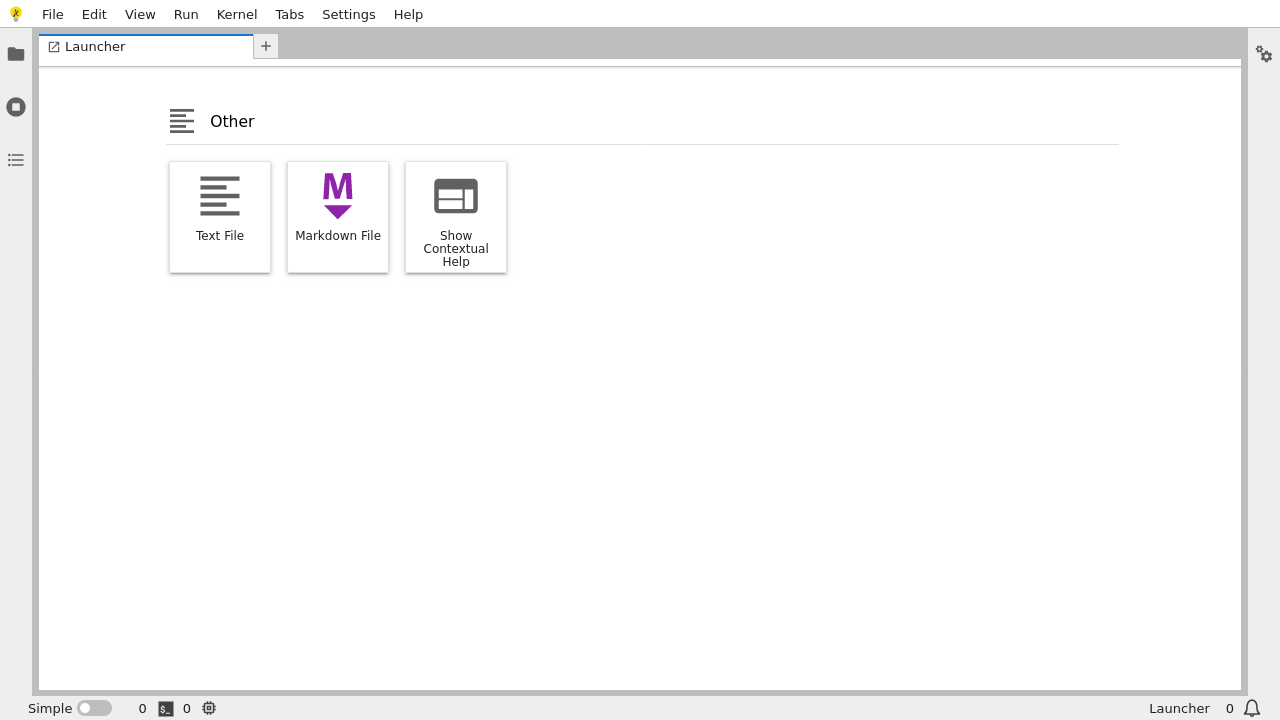 File Edit View Run Kernel Tabs Settings Help
Launcher
Other
Text File
Markdown File
Show
Contextual
Help
Simple 0 $_ 0 Launcher 0